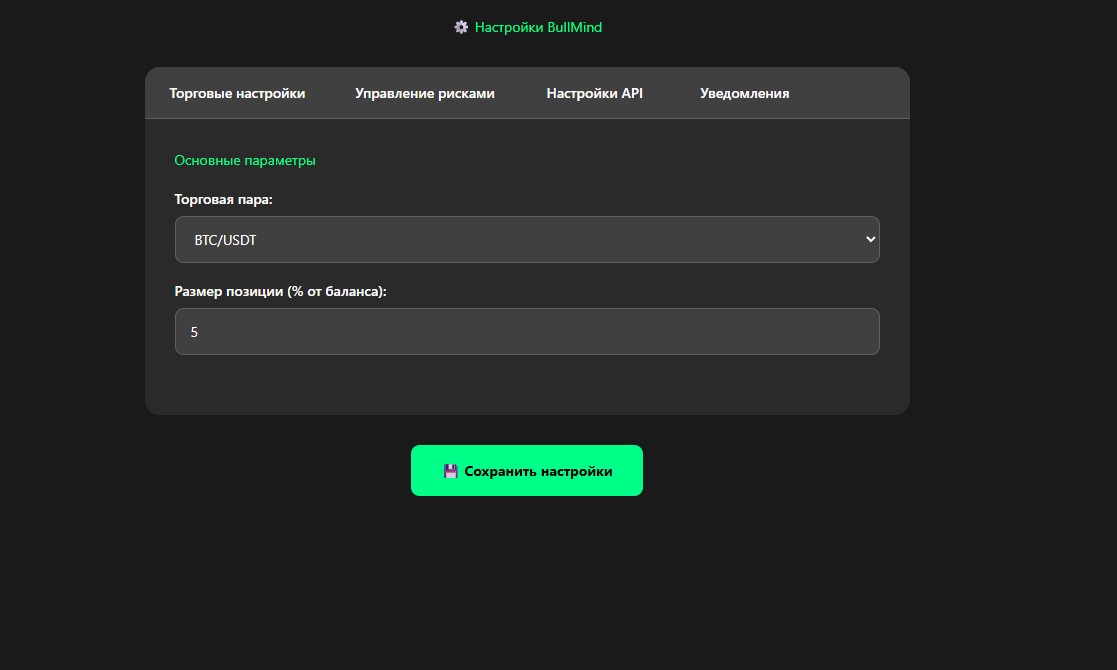 Настройки BullMind
Торговые настройки Управление рисками Настройки API Уведомления
Основные параметры
Торговая пара:
BTC/USDT
Размер позиции (% от баланса):
5
Сохранить настройки